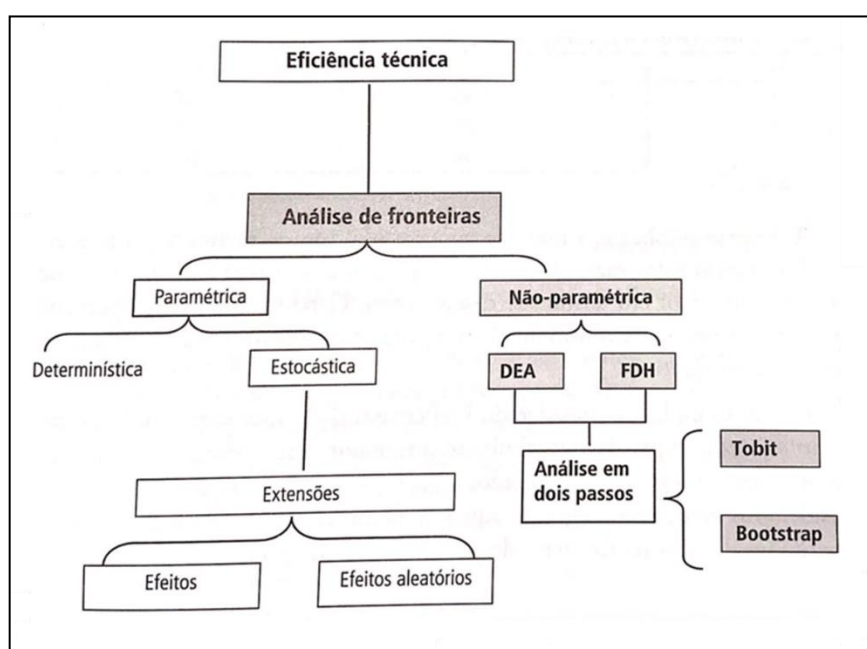 Eficiência técnica
Análise de fronteiras
Paramétrica
Não-paramétrica
Determinística
Estocástica
DEA
FDH
Análise em
dois passos
Tobit
Bootstrap
Extensões
Efeitos
Efeitos aleatórios